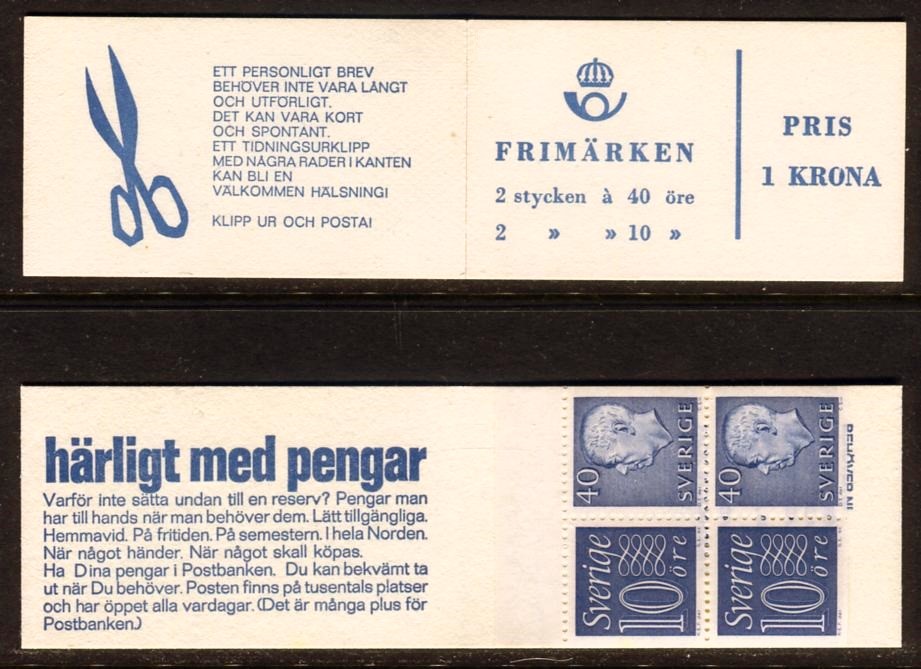 ETT PERSONLIGT BREV
BEHÖVER INTE VARA LÅNGT
OCH UTFÖRLIGT.
DET KAN VARA KORT
OCH SPONTANT.
ETT TIDNINGSURKLIPP
MED NÅGRA RADER I KANTEN
KAN BLI EN
VÄLKOMMEN HÄLSNING!
KLIPP UR OCH POSTA!
FRIMÄRKEN
2 stycken à 40 öre
2 » » 10 »
PRIS
1 KRONA
härligt med pengar
Varför inte sätta undan till en reserv? Pengar man
har till hands när man behöver dem. Lätt tillgängliga.
Hemmavid. På fritiden. På semestern. I hela Norden.
När något händer. När något skall köpas.
Ha Dina pengar i Postbanken. Du kan bekvämt ta
ut när Du behöver. Posten finns på tusentals platser
och har öppet alla vardagar. (Det är många plus för
Postbanken.)
40
SVERIGE
40
SVERIGE
Sverige
10 öre
Sverige
10 öre